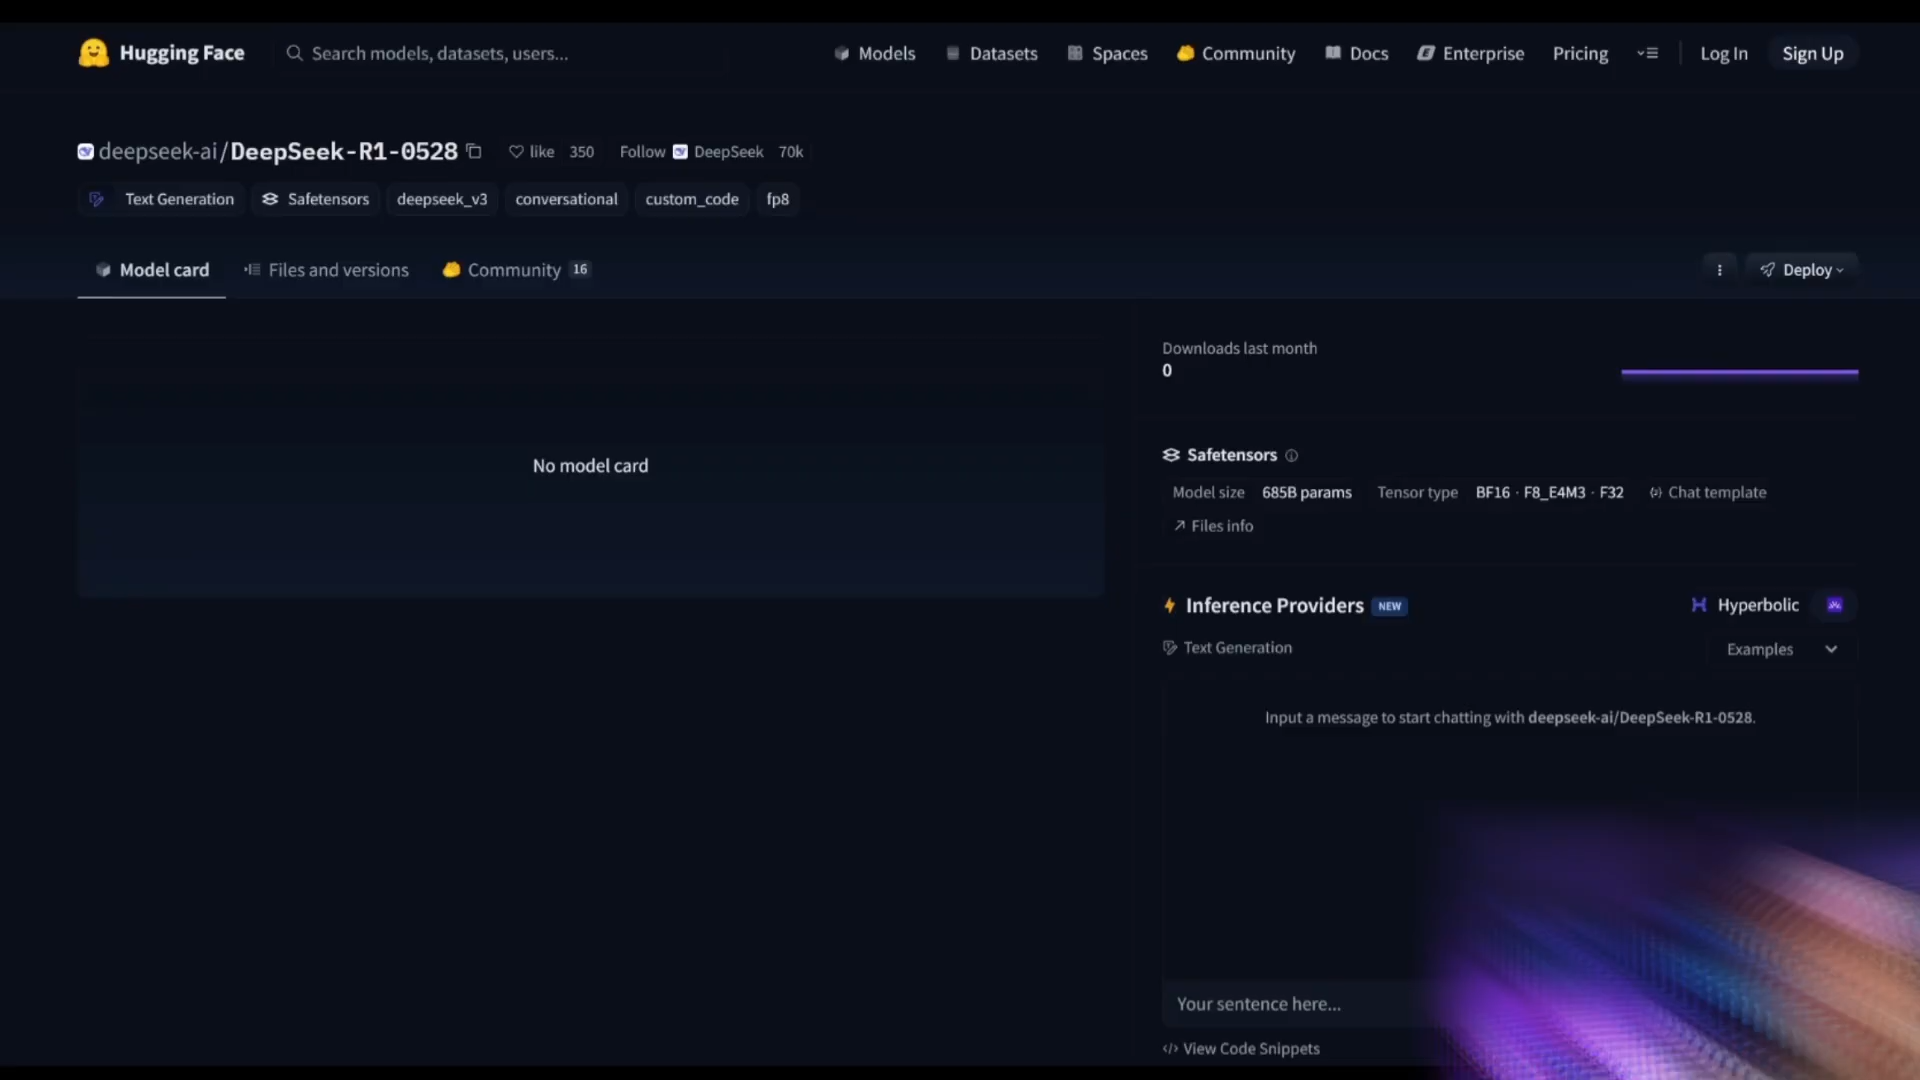 Hugging Face
Search models, datasets, users...
Models
Datasets
Spaces
Community
Docs
Enterprise
Pricing
Log In
Sign Up
deepseek-ai/DeepSeek-R1-0528
like 350
Follow DeepSeek 70k
Text Generation
Safetensors
deepseek_v3
conversational
custom_code
fp8
Model card
Files and versions
Community 16
Deploy
Downloads last month
0
No model card
Safetensors
Model size 685B params Tensor type BF16 · F8_E4M3 · F32 Chat template
Files info
Inference Providers NEW
Hyperbolic
Text Generation
Examples
Input a message to start chatting with deepseek-ai/DeepSeek-R1-0528.
Your sentence here...
</> View Code Snippets